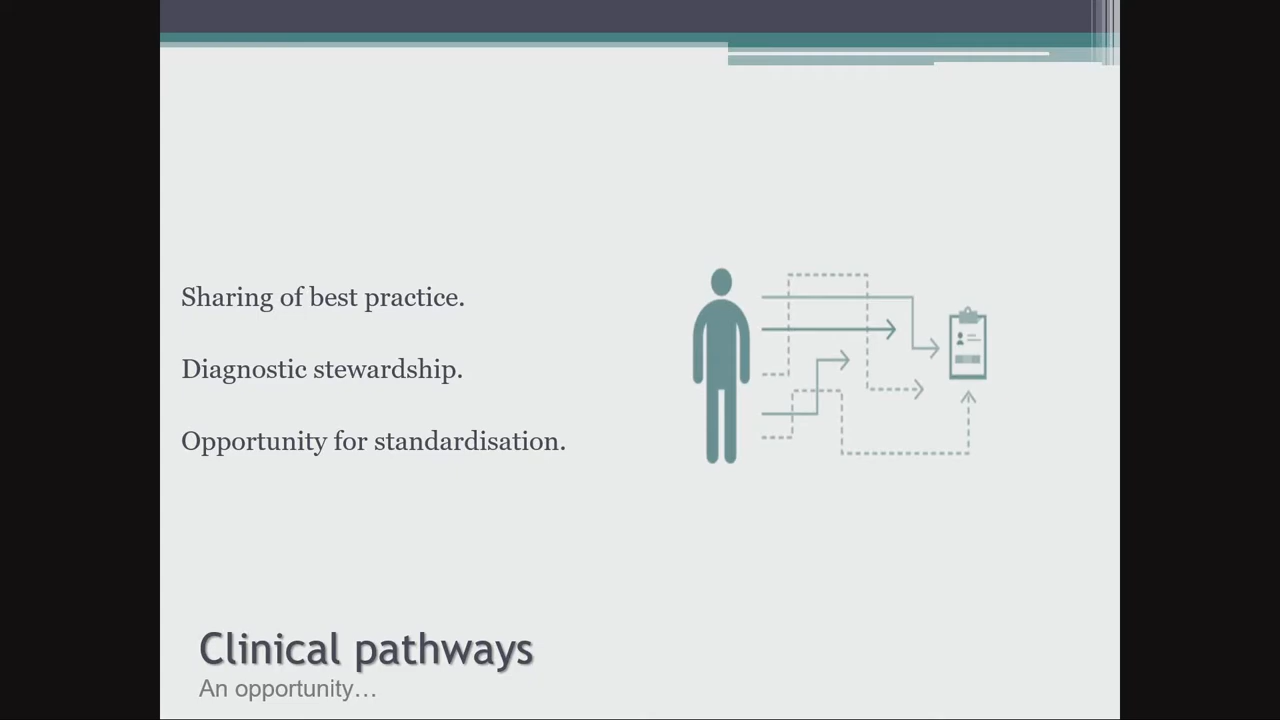 Sharing of best practice.
Diagnostic stewardship.
Opportunity for standardisation.
Clinical pathways
An opportunity…